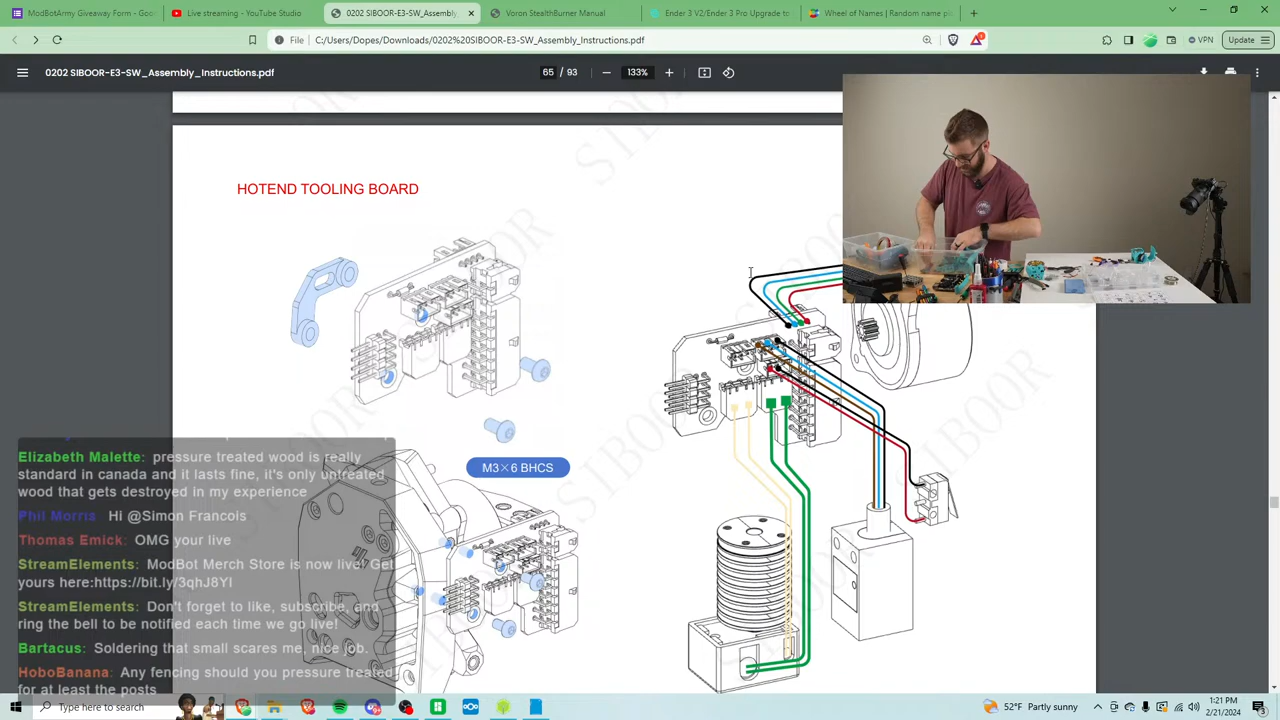 ModBotArmy Giveaway Form - Goo
Live streaming - YouTube Studio
0202 SIBOOR-E3-SW_Assembly_
Voron StealthBurner Manual
Ender 3 V2/Ender 3 Pro Upgrade to
Wheel of Names | Random name pi
File C:/Users/Dopes/Downloads/0202%20SIBOOR-E3-SW_Assembly_Instructions.pdf
VPN
Update
0202 SIBOOR-E3-SW_Assembly_Instructions.pdf
65 / 93
133%
SIBOOR
HOTEND TOOLING BOARD
SIBOOR
M3×6 BHCS
Elizabeth Malette: pressure treated wood is really
standard in canada and it lasts fine, it's only untreated
wood that gets destroyed in my experience
Phil Morris Hi @Simon Francois
Thomas Emick: OMG your live
StreamElements: ModBot Merch Store is now live! Get
yours here:https://bit.ly/3qhJ8YI
StreamElements: Don't forget to like, subscribe, and
ring the bell to be notified each time we go live!
Bartacus: Soldering that small scares me, nice job.
HoboBanana: Any fencing should you pressure treated
for at least the posts
Type here to search
52°F Partly sunny
1:21 PM
2/21/2024